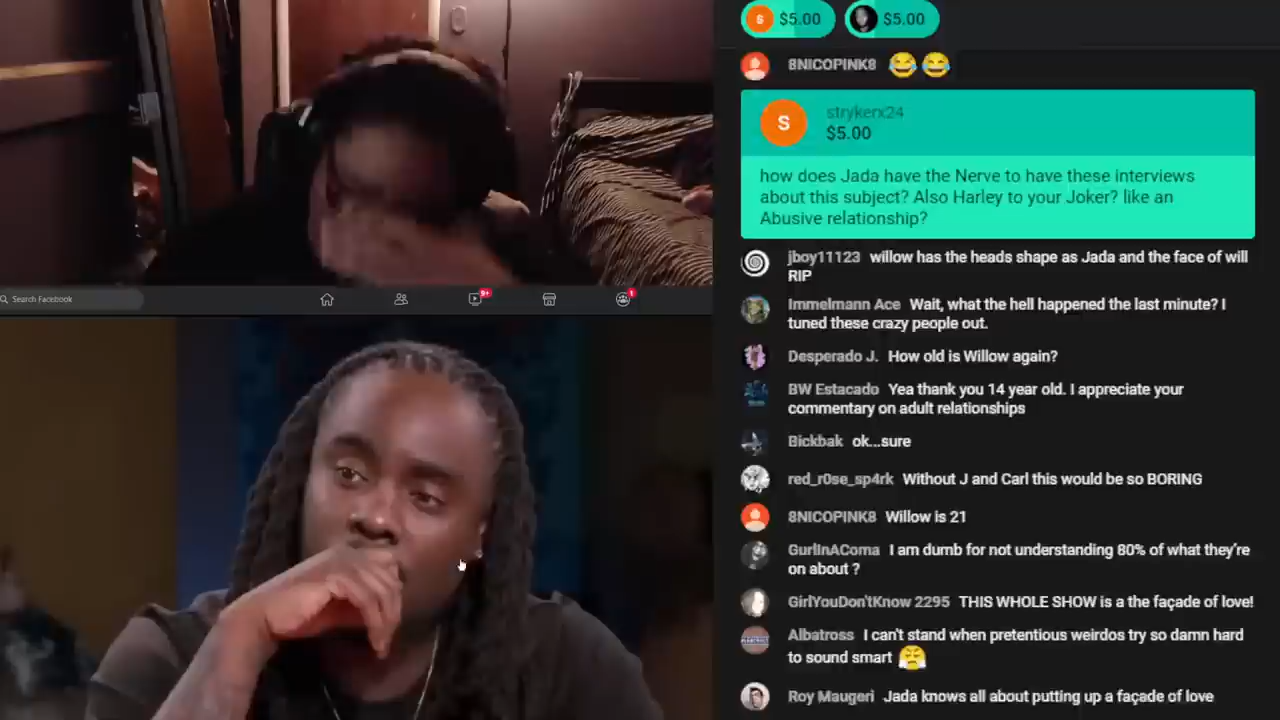 S $5.00 $5.00
8NICOPINK8 😂😂
S strykerx24
$5.00
how does Jada have the Nerve to have these interviews
about this subject? Also Harley to your Joker? like an
Abusive relationship?
jboy11123 willow has the heads shape as Jada and the face of will
RIP
Immelmann Ace Wait, what the hell happened the last minute? I
tuned these crazy people out.
Desperado J. How old is Willow again?
BW Estacado Yea thank you 14 year old. I appreciate your
commentary on adult relationships
Bickbak ok...sure
red_r0se_sp4rk Without J and Carl this would be so BORING
8NICOPINK8 Willow is 21
GurlInAComa I am dumb for not understanding 80% of what they're
on about ?
GirlYouDon'tKnow 2295 THIS WHOLE SHOW is a the façade of love!
Albatross I can't stand when pretentious weirdos try so damn hard
to sound smart 😤
Roy Maugeri Jada knows all about putting up a façade of love
Search Facebook
9+ 1